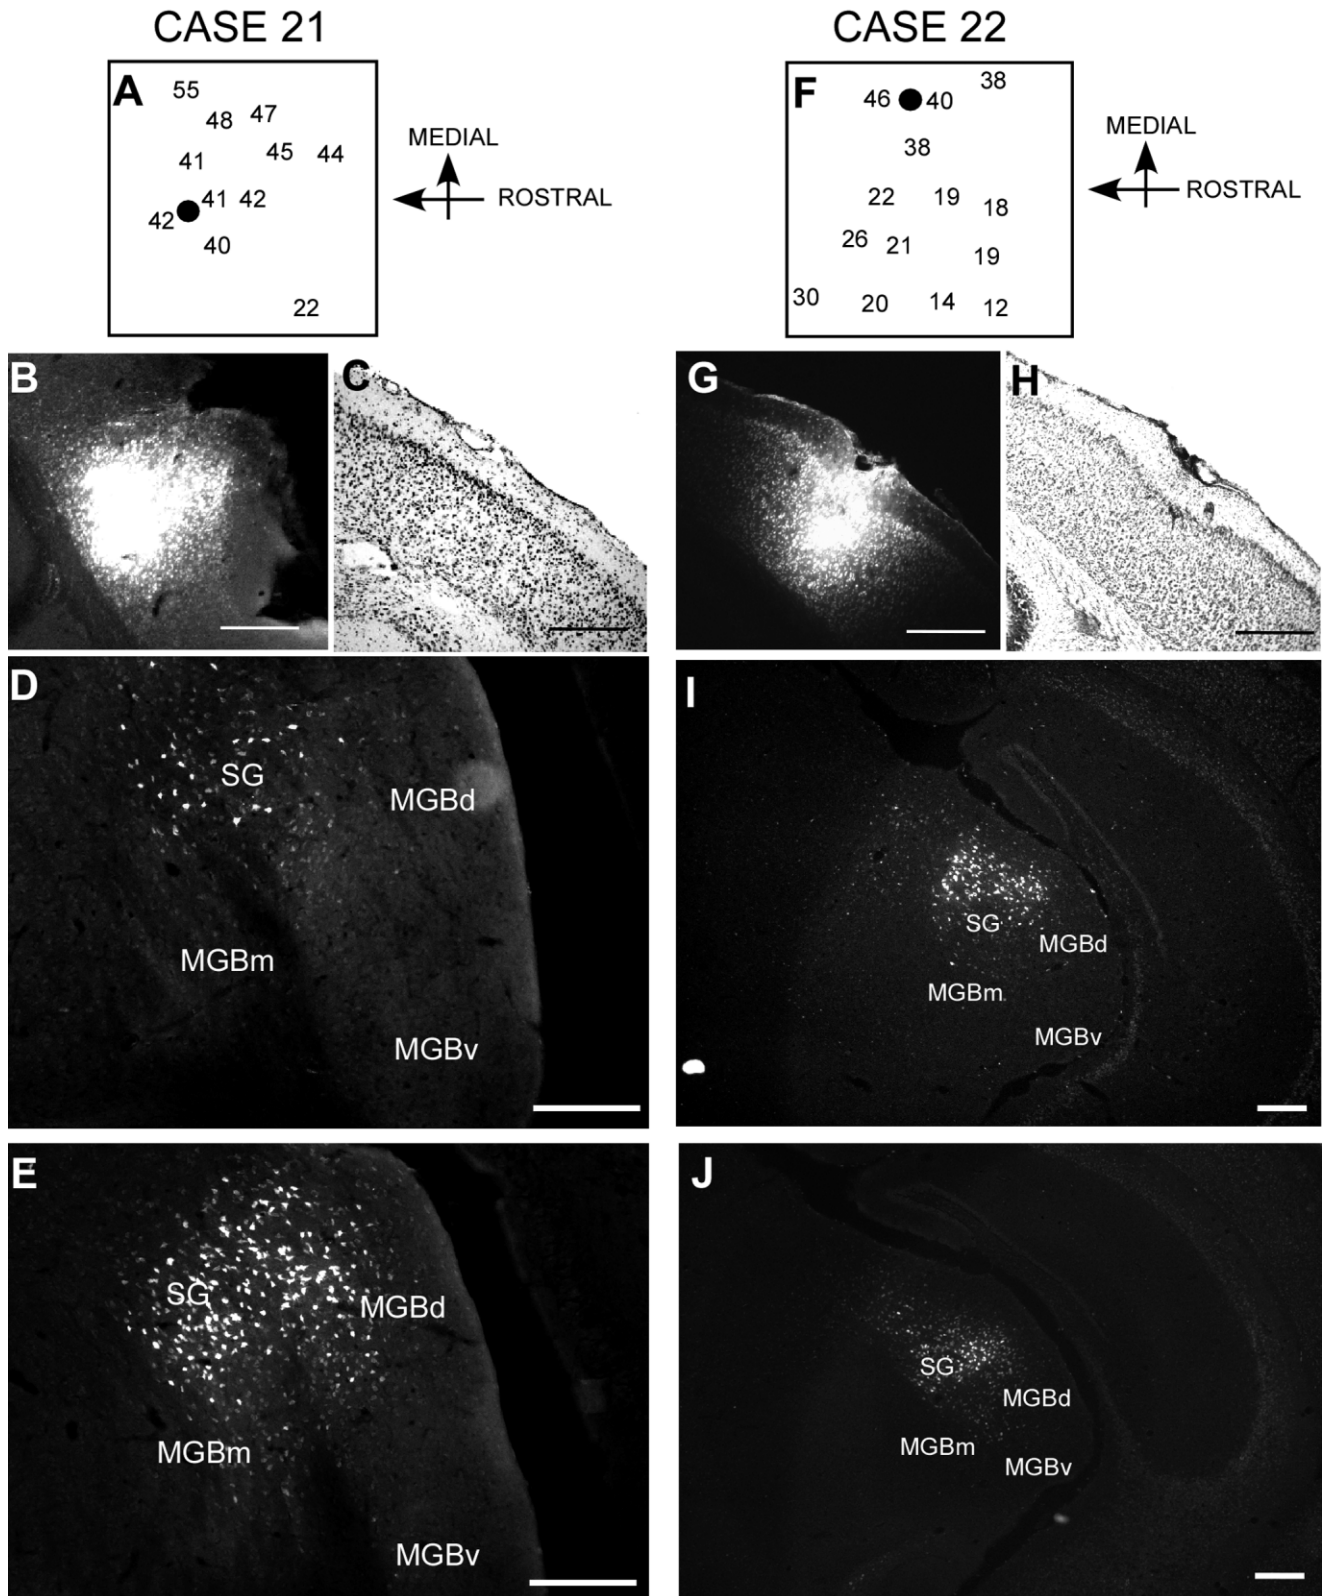 CASE 21
CASE 22
A
55
48
47
41
45
44
41
42
42
40
22
MEDIAL
ROSTRAL
F
46
40
38
38
22
19
18
26
21
19
30
20
14
12
MEDIAL
ROSTRAL
B
C
G
H
D
SG
MGBd
MGBm
MGBv
I
SG
MGBd
MGBm
MGBv
E
SG
MGBd
MGBm
MGBv
J
SG
MGBd
MGBm
MGBv